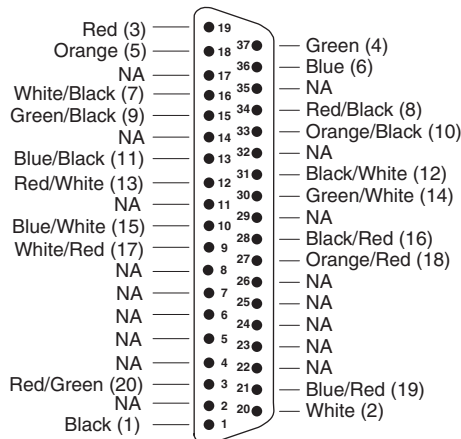 Red (3) 19
Orange (5) 18
NA 17
White/Black (7) 16
Green/Black (9) 15
NA 14
Blue/Black (11) 13
Red/White (13) 12
NA 11
Blue/White (15) 10
White/Red (17) 9
NA 8
NA 7
NA 6
NA 5
NA 4
Red/Green (20) 3
NA 2
Black (1) 1
37 Green (4)
36 Blue (6)
35 NA
34 Red/Black (8)
33 Orange/Black (10)
32 NA
31 Black/White (12)
30 Green/White (14)
29 NA
28 Black/Red (16)
27 Orange/Red (18)
26 NA
25 NA
24 NA
23 NA
22 NA
21 Blue/Red (19)
20 White (2)